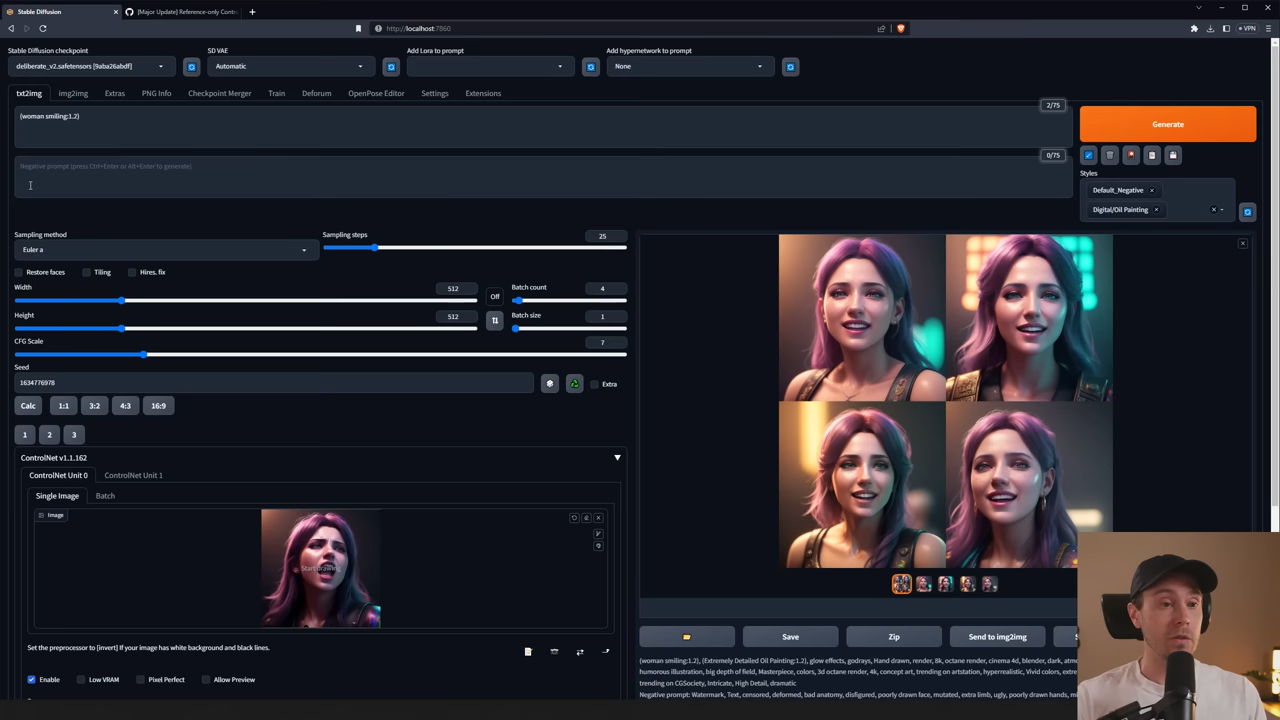 Stable Diffusion
[Major Update] Reference-only Contr
http://localhost:7860
VPN
Stable Diffusion checkpoint
SD VAE
Add Lora to prompt
Add hypernetwork to prompt
deliberate_v2.safetensors [9aba26abdf]
Automatic
None
txt2img
img2img
Extras
PNG Info
Checkpoint Merger
Train
Deforum
OpenPose Editor
Settings
Extensions
2/75
(woman smiling:1.2)
Generate
0/75
Negative prompt (press Ctrl+Enter or Alt+Enter to generate)
Styles
Default_Negative
Digital/Oil Painting
Sampling method
Sampling steps
25
Euler a
Restore faces
Tiling
Hires. fix
Width
512
Off
Batch count
4
Height
512
Batch size
1
CFG Scale
7
Seed
1634776978
Extra
Calc
1:1
3:2
4:3
16:9
1
2
3
ControlNet v1.1.162
ControlNet Unit 0
ControlNet Unit 1
Single Image
Batch
Image
Start drawing
Set the preprocessor to [invert] If your image has white background and black lines.
Enable
Low VRAM
Pixel Perfect
Allow Preview
Save
Zip
Send to img2img
(woman smiling:1.2), (Extremely Detailed Oil Painting:1.2), glow effects, godrays, Hand drawn, render, 8k, octane render, cinema 4d, blender, dark, atm
humorous illustration, big depth of field, Masterpiece, colors, 3d octane render, 4k, concept art, trending on artstation, hyperrealistic, Vivid colors, exten
trending on CGSociety, Intricate, High Detail, dramatic
Negative prompt: Watermark, Text, censored, deformed, bad anatomy, disfigured, poorly drawn face, mutated, extra limb, ugly, poorly drawn hands, mi